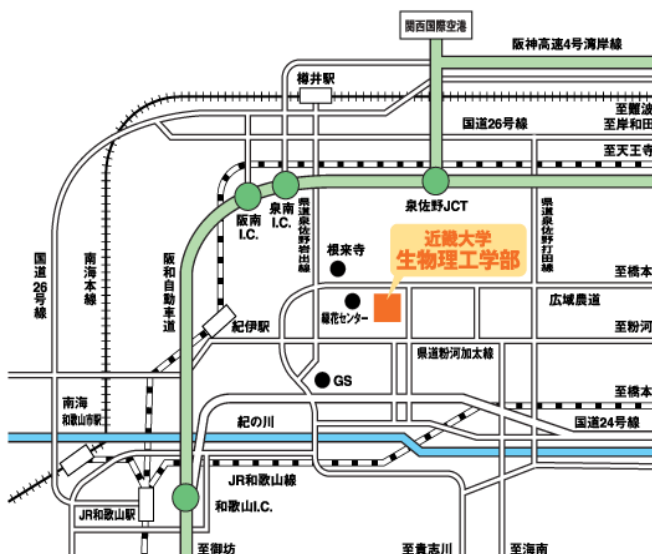 関西国際空港
阪神高速4号湾岸線
樽井駅
至難波
国道26号線
至岸和田
至天王寺
阪南
I.C.
泉南
I.C.
泉佐野JCT
県道泉佐野岩出線
県道泉佐野打田線
国道26号線
南海本線
阪和自動車道
近畿大学
生物理工学部
根来寺
至橋本
緑花センター
広域農道
紀伊駅
至粉河
県道粉河加太線
GS
至橋本
南海
和歌山市駅
紀の川
国道24号線
JR和歌山線
JR和歌山駅
和歌山I.C.
至御坊
至貴志川
至海南